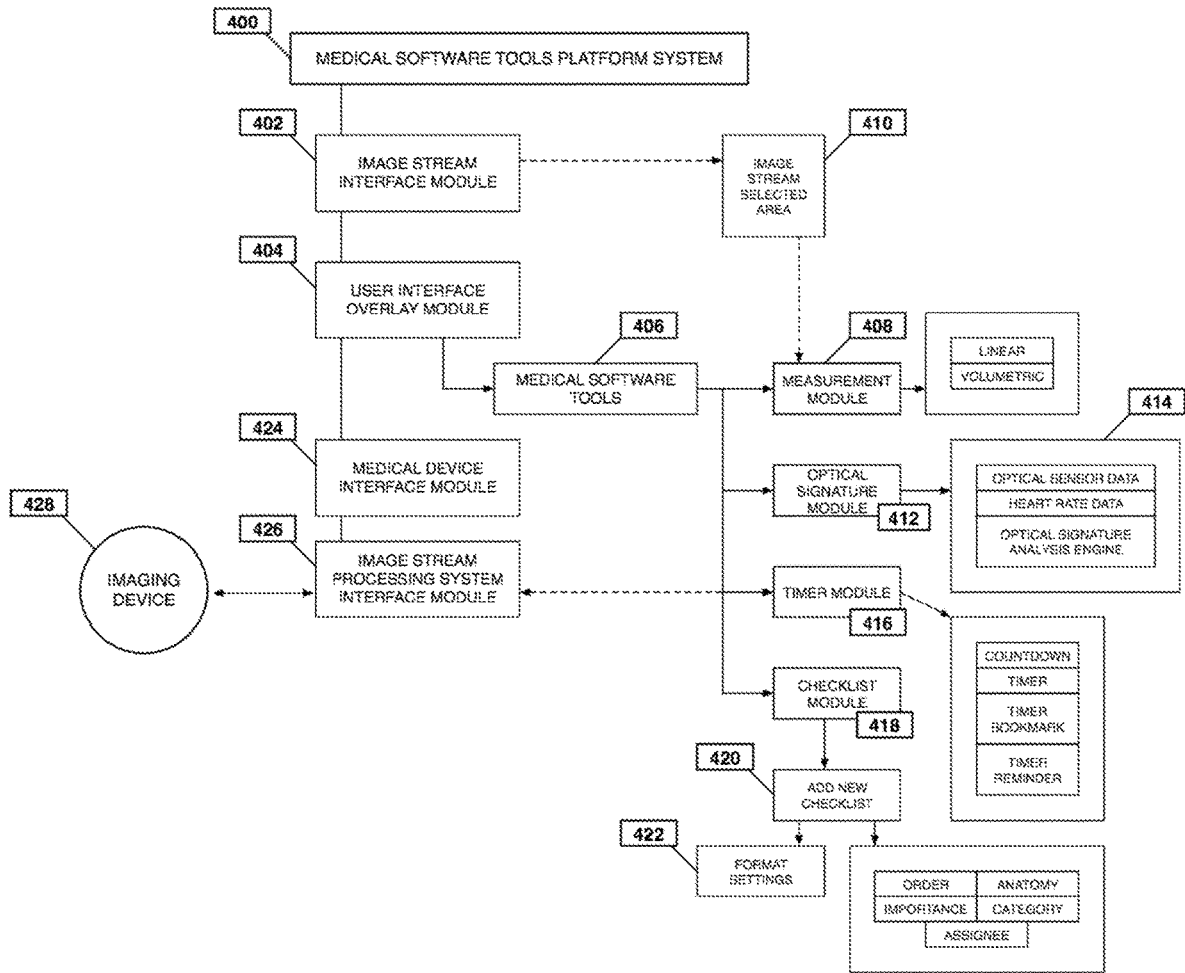 400
MEDICAL SOFTWARE TOOLS PLATFORM SYSTEM
402
IMAGE STREAM
INTERFACE MODULE
410
IMAGE
STREAM
SELECTED
AREA
404
USER INTERFACE
OVERLAY MODULE
406
MEDICAL SOFTWARE
TOOLS
408
MEASUREMENT
MODULE
LINEAR
VOLUMETRIC
414
424
MEDICAL DEVICE
INTERFACE MODULE
OPTICAL
SIGNATURE
MODULE
412
OPTICAL SENSOR DATA
HEART RATE DATA
OPTICAL SIGNATURE
ANALYSIS ENGINE
428
IMAGING
DEVICE
426
IMAGE STREAM
PROCESSING SYSTEM
INTERFACE MODULE
TIMER MODULE
416
COUNTDOWN
TIMER
TIMER
BOOKMARK
TIMER
REMINDER
CHECKLIST
MODULE
418
420
ADD NEW
CHECKLIST
422
FORMAT
SETTINGS
ORDER
ANATOMY
IMPORTANCE
CATEGORY
ASSIGNEE